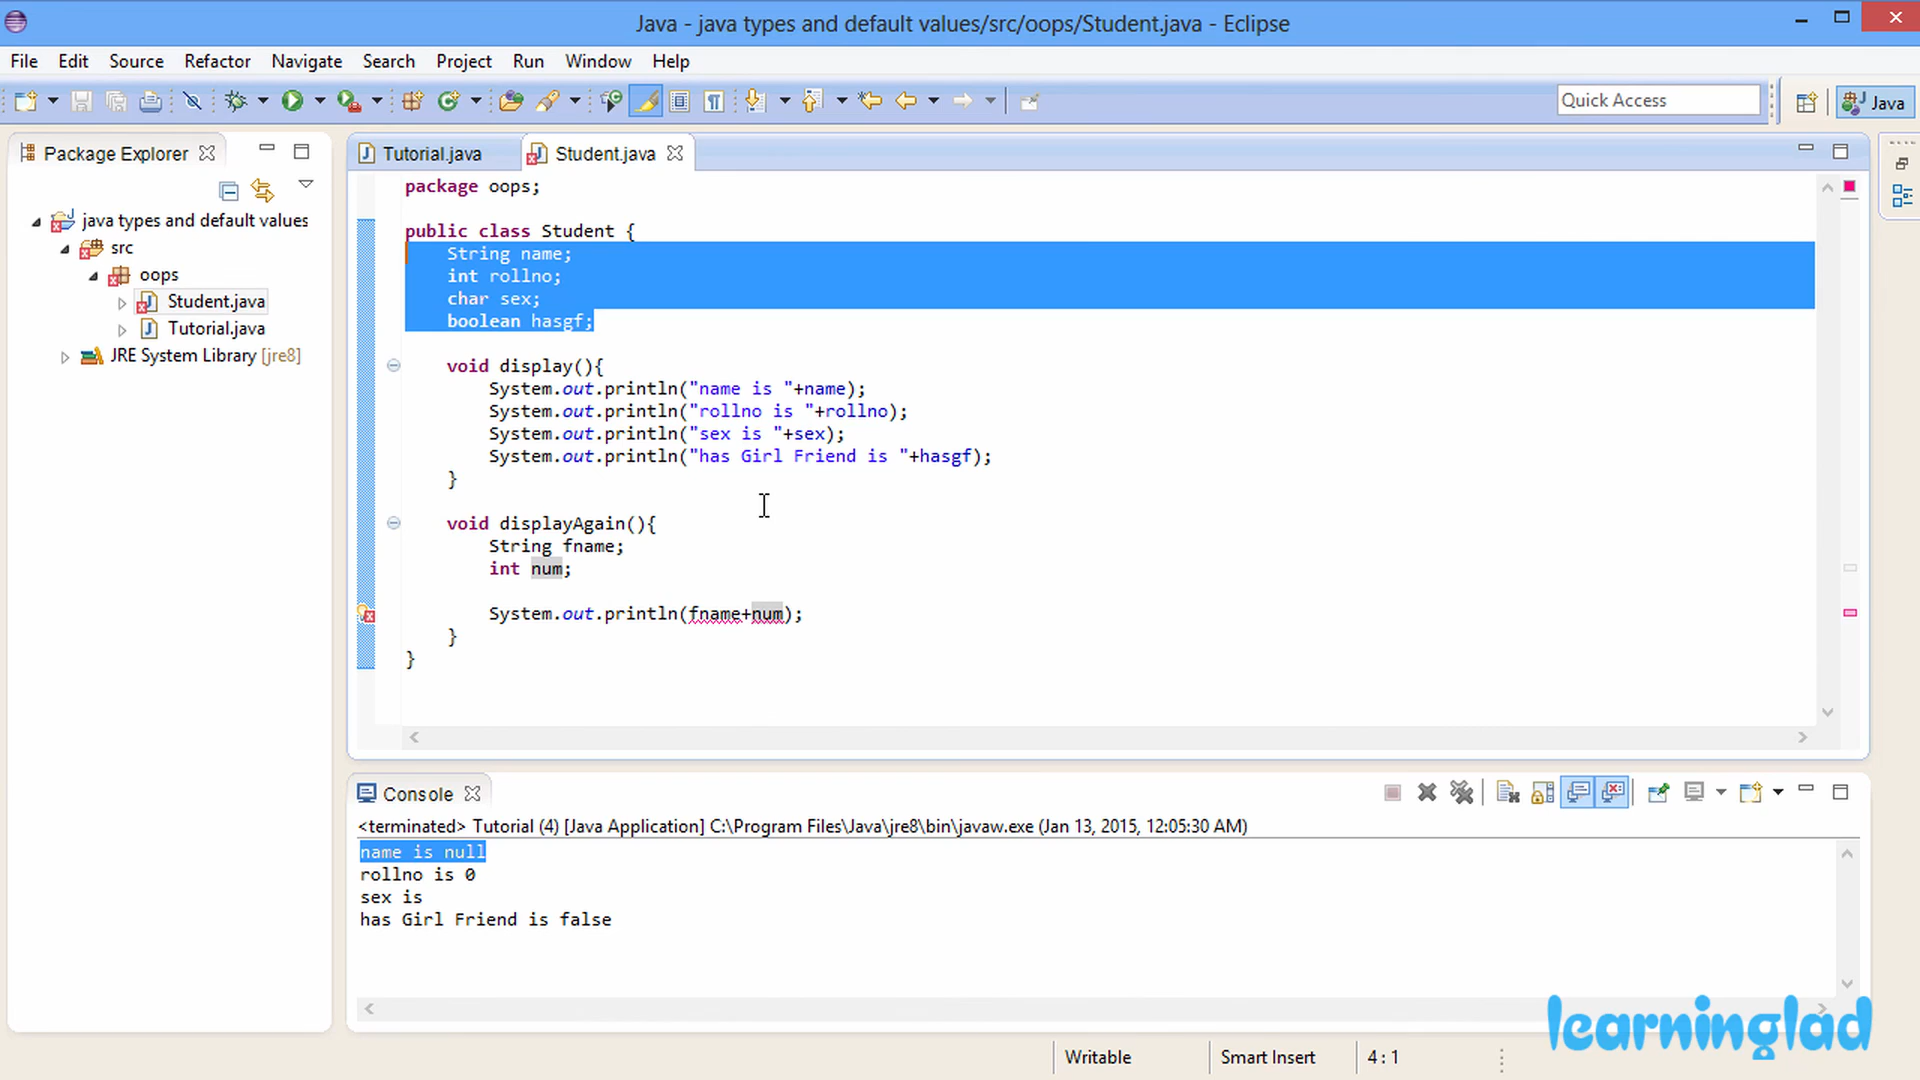 Java - java types and default values/src/oops/Student.java - Eclipse
File Edit Source Refactor Navigate Search Project Run Window Help
Quick Access
Java
Package Explorer
java types and default values
src
oops
Student.java
Tutorial.java
JRE System Library [jre8]
Tutorial.java
Student.java
package oops;
public class Student {
String name;
int rollno;
char sex;
boolean hasgf;
void display(){
System.out.println("name is "+name);
System.out.println("rollno is "+rollno);
System.out.println("sex is "+sex);
System.out.println("has Girl Friend is "+hasgf);
}
void displayAgain(){
String fname;
int num;
System.out.println(fname+num);
}
}
Console
<terminated> Tutorial (4) [Java Application] C:\Program Files\Java\jre8\bin\javaw.exe (Jan 13, 2015, 12:05:30 AM)
name is null
rollno is 0
sex is
has Girl Friend is false
learninglad
Writable
Smart Insert
4 : 1